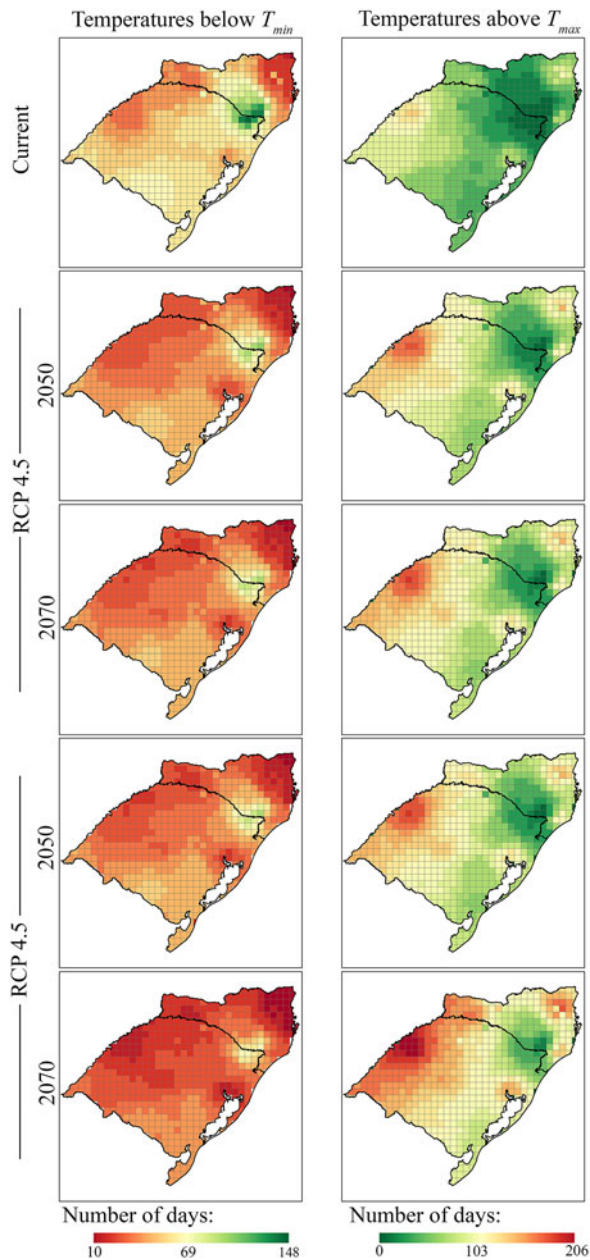 Temperatures below Tmin Temperatures above Tmax
Current
RCP 4.5
2050
2070
RCP 4.5
2050
2070
Number of days: Number of days:
10 69 148 0 103 206